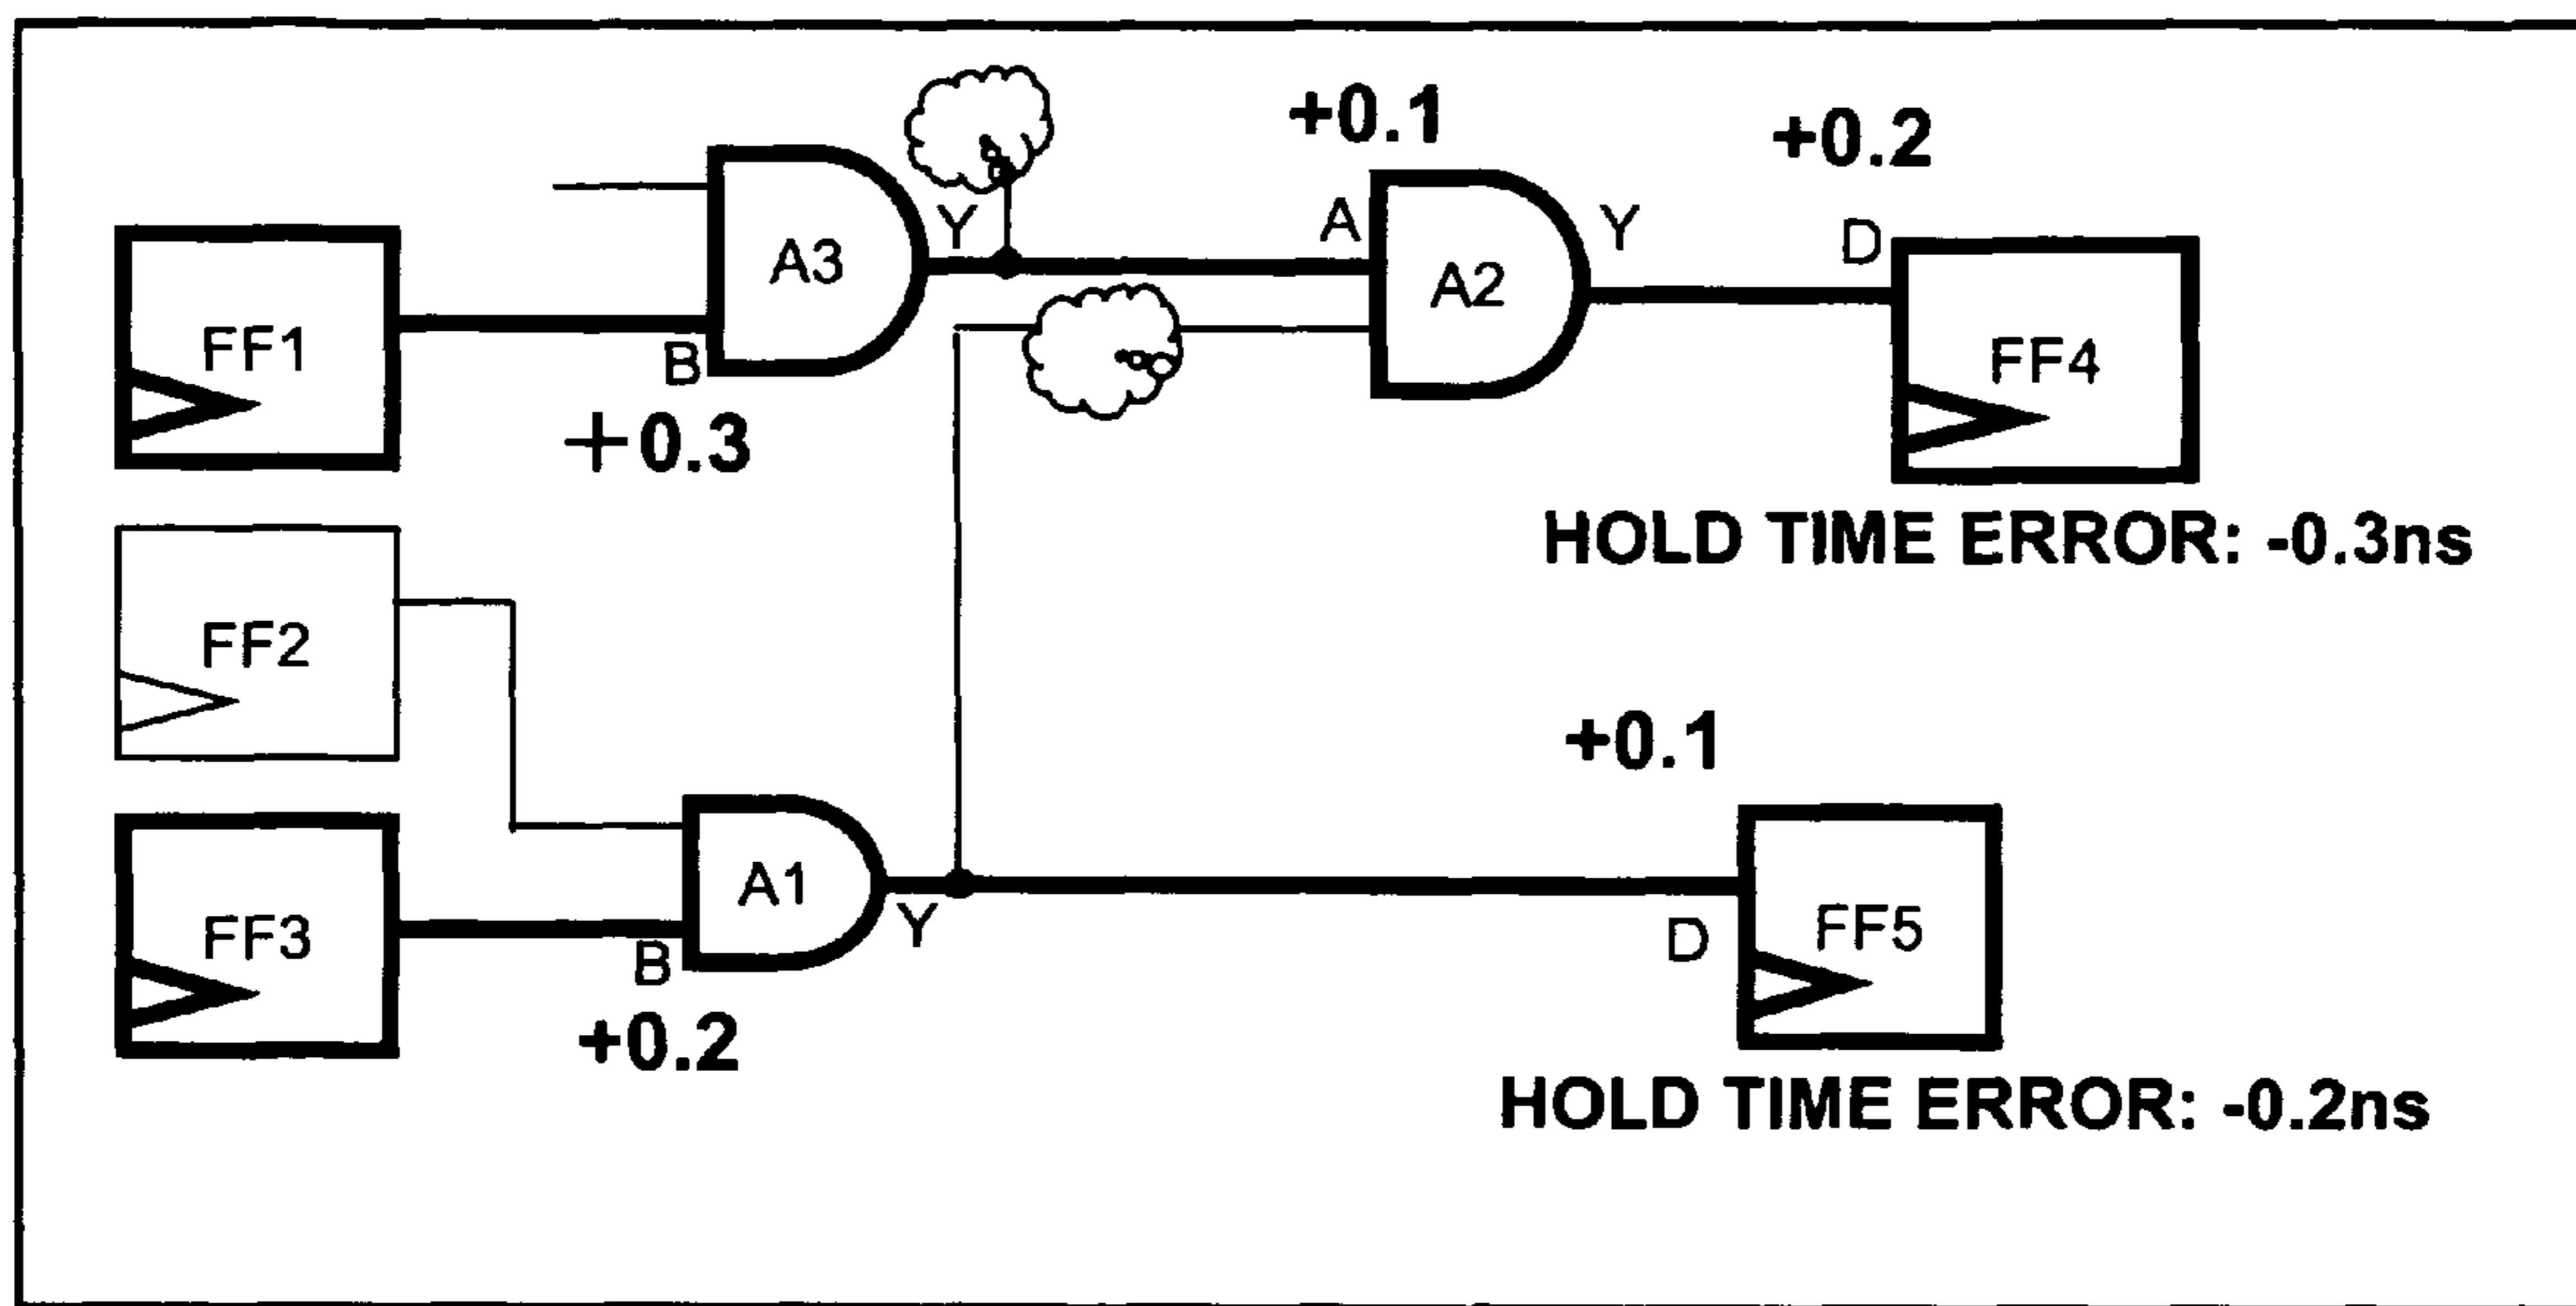 +0.1
+0.2
Y
A
Y
D
A3
A2
FF1
FF4
B
+0.3
HOLD TIME ERROR: -0.3ns
FF2
+0.1
A1
Y
FF3
B
D
FF5
+0.2
HOLD TIME ERROR: -0.2ns